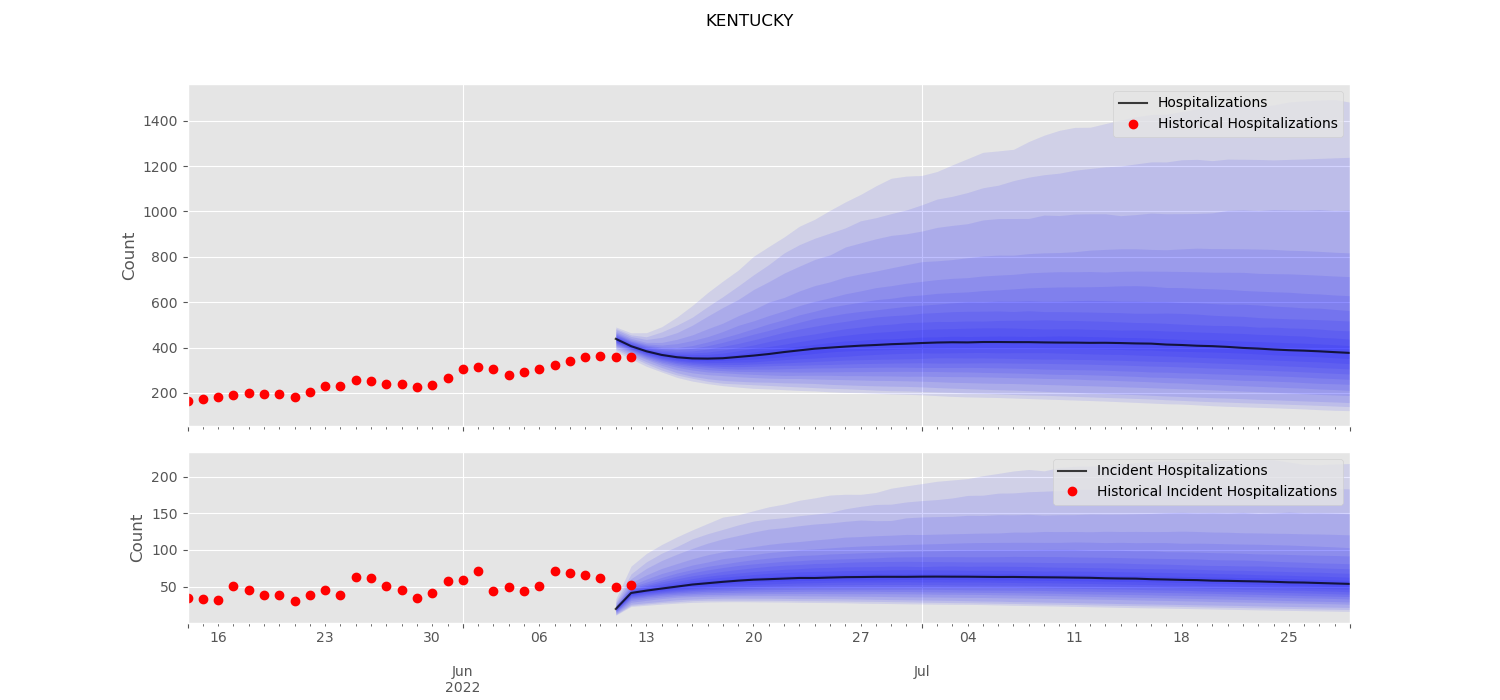 KENTUCKY
Hospitalizations
Historical Hospitalizations
Count
1400
1200
1000
800
600
400
200
Incident Hospitalizations
Historical Incident Hospitalizations
Count
200
150
100
50
16 23 30 06 13 20 27 04 11 18 25
Jun Jul
2022